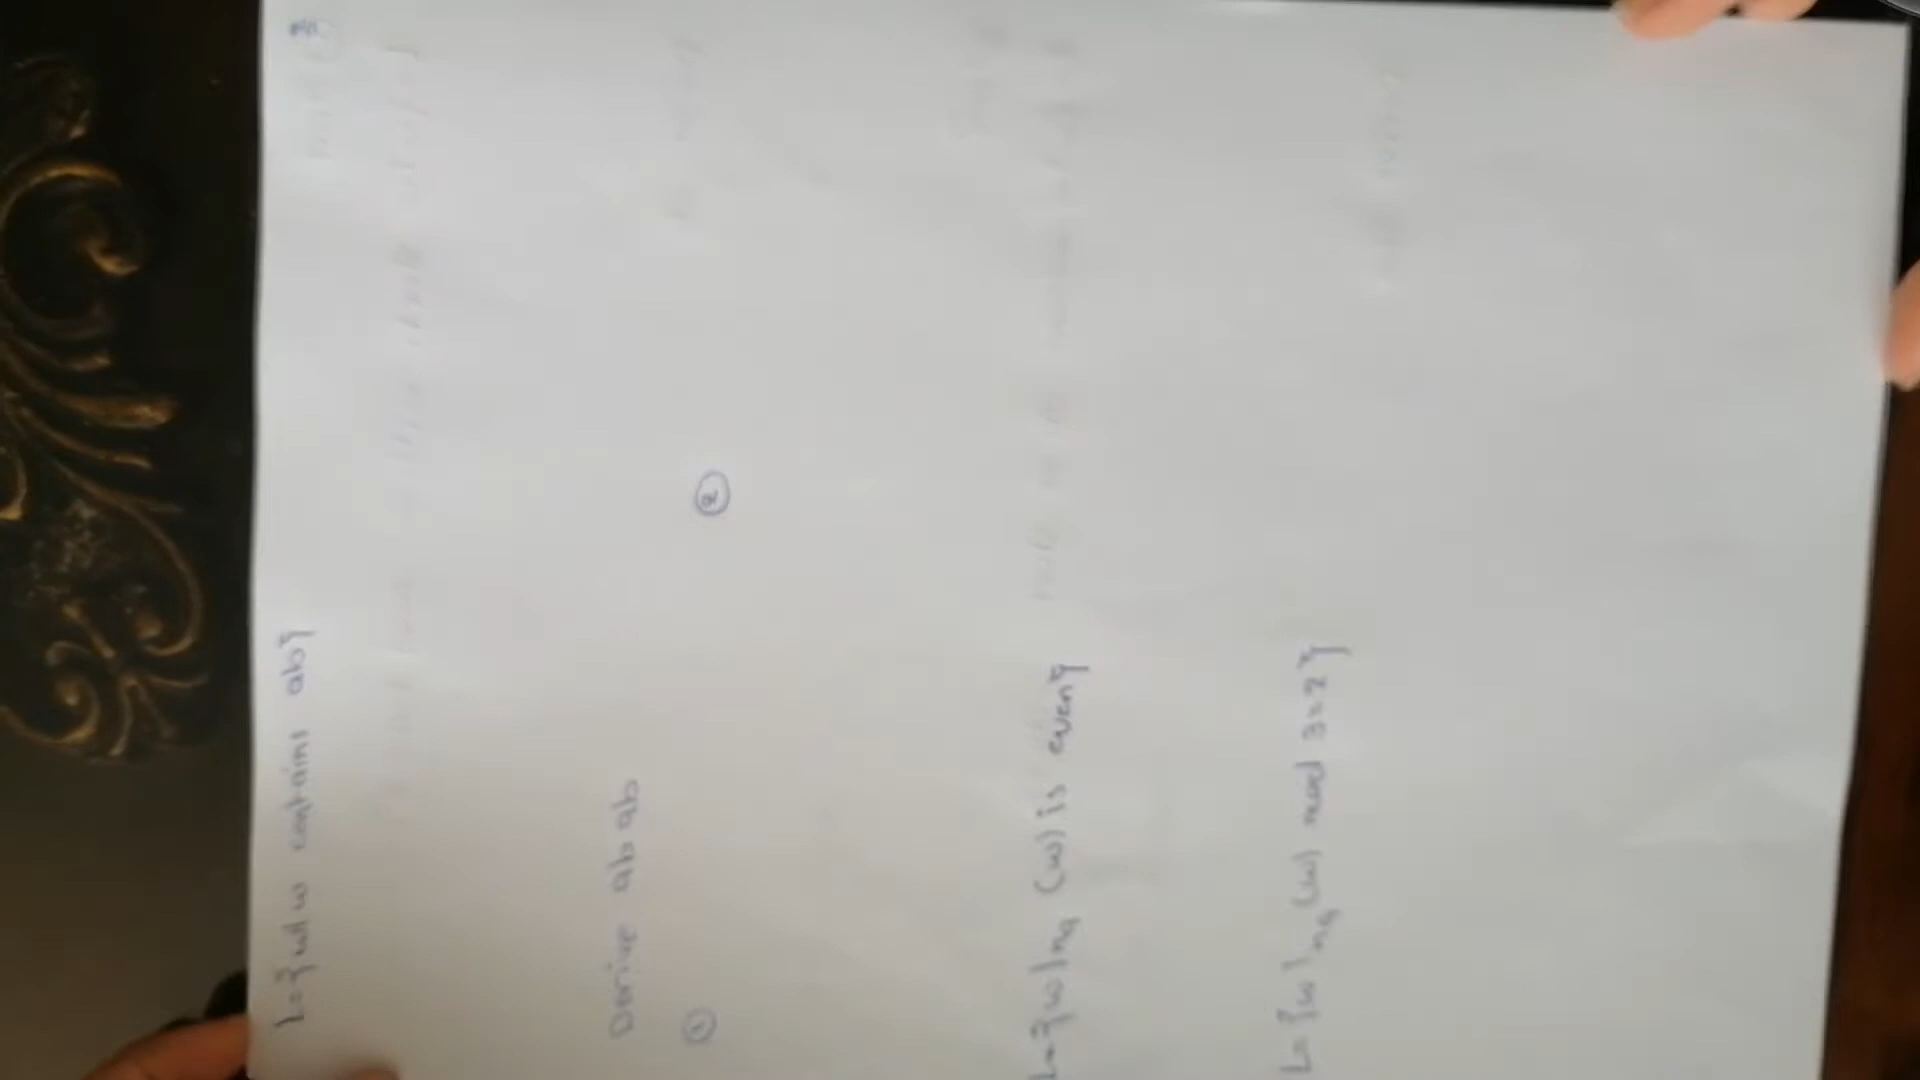 L={w|w contains ab}
Derive abab
① ②
L={w|na(w) is even}
L={w|na(w) mod 3=2}